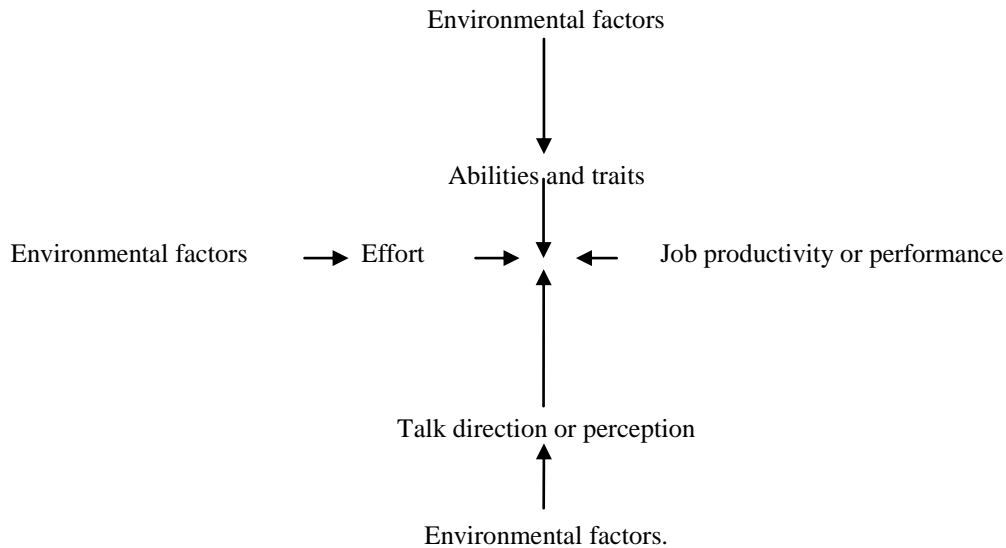 Environmental factors
Abilities and traits
Environmental factors Effort Job productivity or performance
Talk direction or perception
Environmental factors.